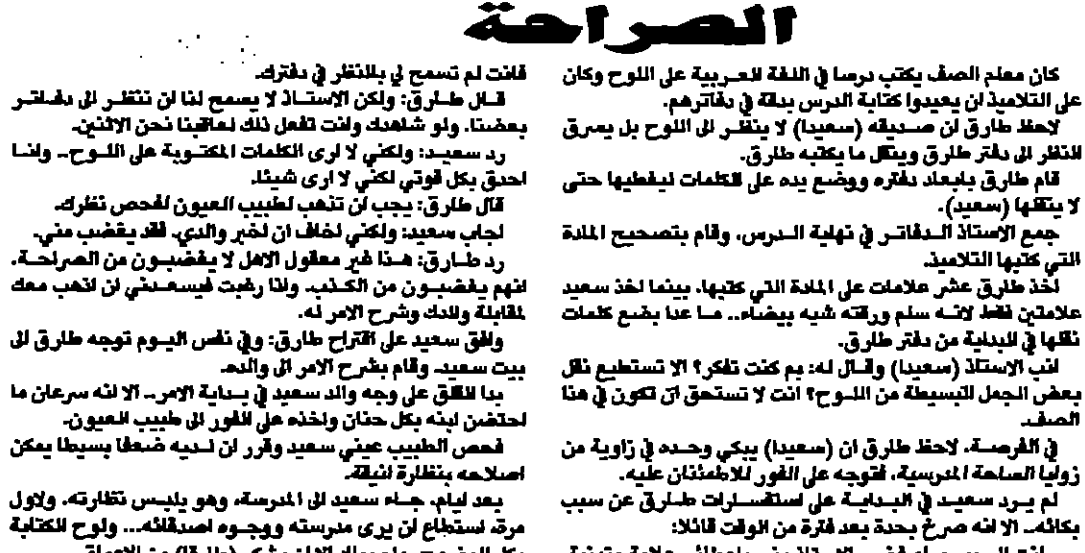 الصراحة
كان معلم الصف يكتب درسا في اللغة العربية على اللوح وكان
على التلاميذ ان يعيدوا كتابة الدرس بدقة في دفاترهم.
لاحظ طارق ان صديقه (سعيدا) لا ينظر الى اللوح بل يسرق
النظر الى دفتر طارق وينقل ما يكتبه طارق.
قام طارق بابعاد دفتره ووضع يده على الكلمات ليغطيها حتى
لا ينقلها (سعيد).
جمع الاستاذ الدفاتر في نهاية الدرس، وقام بتصحيح المادة
التي كتبها التلاميذ.
اخذ طارق عشر علامات على المادة التي كتبها، بينما اخذ سعيد
علامتين فقط لانه سلم ورقته شبه بيضاء.. ما عدا بضع كلمات
نقلها في البداية من دفتر طارق.
انب الاستاذ (سعيدا) وقال له: بم كنت تفكر؟ الا تستطيع نقل
بعض الجمل البسيطة من اللوح؟ انت لا تستحق ان تكون في هذا
الصف.
في الفرصة، لاحظ طارق ان (سعيدا) يبكي وحده في زاوية من
زوايا الساحة المدرسية، فتوجه على الفور للاطمئنان عليه.
لم يرد سعيد في البداية على استفسارات طارق عن سبب
بكائه.. الا انه صرخ بحدة بعد فترة من الوقت قائلا:
فانت لم تسمح لي بالنظر في دفترك.
قال طارق: ولكن الاستاذ لا يسمح لنا ان ننظر الى دفاتر
بعضنا. ولو شاهدك وانت تفعل ذلك لعاقبنا نحن الاثنين.
رد سعيد: ولكني لا ارى الكلمات المكتوبة على اللوح.. وانا
احدق بكل قوتي لكني لا ارى شيئا.
قال طارق: يجب ان تذهب لطبيب العيون لفحص نظرك.
اجاب سعيد: ولكني اخاف ان اخبر والدي. فقد يغضب مني.
رد طارق: هذا غير معقول الاهل لا يغضبون من الصراحة.
انهم يغضبون من الكذب. واذا رغبت فيسعدني ان اذهب معك
لمقابلة والدك وشرح الامر له.
وافق سعيد على اقتراح طارق: وفي نفس اليوم توجه طارق الى
بيت سعيد. وقام بشرح الامر الى والده.
بدا القلق على وجه والد سعيد في بداية الامر.. الا انه سرعان ما
احتضن ابنه بكل حنان واخذه على الفور الى طبيب العيون.
فحص الطبيب عيني سعيد وقرر ان لديه ضعفا بسيطا يمكن
اصلاحه بنظارة انيقة.
بعد ايام، جاء سعيد الى المدرسة، وهو يلبس نظارته. ولاول
مرة، استطاع ان يرى مدرسته ووجوه اصدقائه... ولوح الكتابة